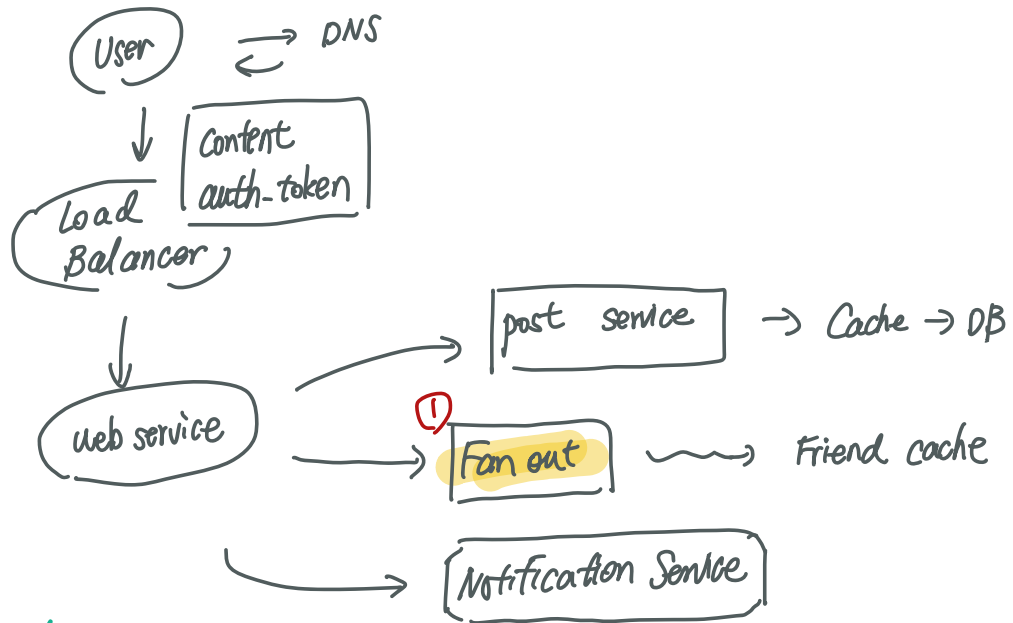 User
DNS
content
auth-token
Load
Balancer
web service
post service
Cache
DB
1
Fan out
Friend cache
Notification Service